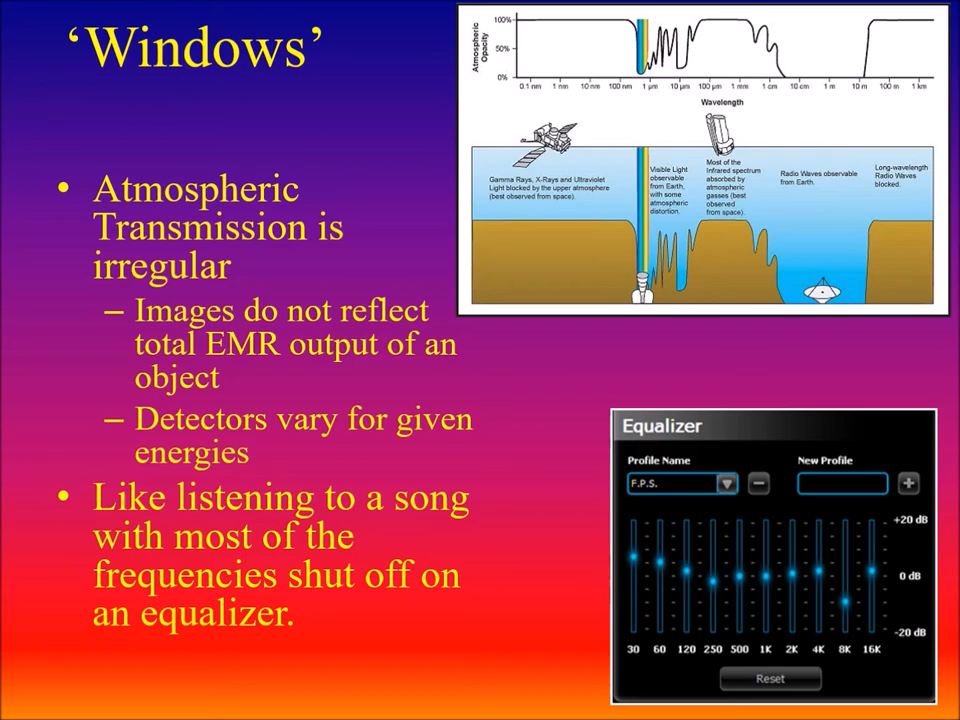 ‘Windows’
• Atmospheric
Transmission is
irregular
– Images do not reflect
total EMR output of an
object
– Detectors vary for given
energies
• Like listening to a song
with most of the
frequencies shut off on
an equalizer.
Atmospheric
Opacity
100%
50%
0%
0.1 nm 1 nm 10 nm 100 nm 1 µm 10 µm 100 µm 1 mm 1 cm 10 cm 1 m 10 m 100 m 1 km
Wavelength
Gamma Rays, X-Rays and Ultraviolet
Light blocked by the upper atmosphere
(best observed from space).
Visible Light
observable
from Earth,
with some
atmospheric
distortion.
Most of the
Infrared spectrum
absorbed by
atmospheric
gasses (best
observed
from space).
Radio Waves observable
from Earth.
Long-wavelength
Radio Waves
blocked.
Equalizer
Profile Name New Profile
F.P.S.
+20 dB
0 dB
-20 dB
30 60 120 250 500 1K 2K 4K 8K 16K
Reset